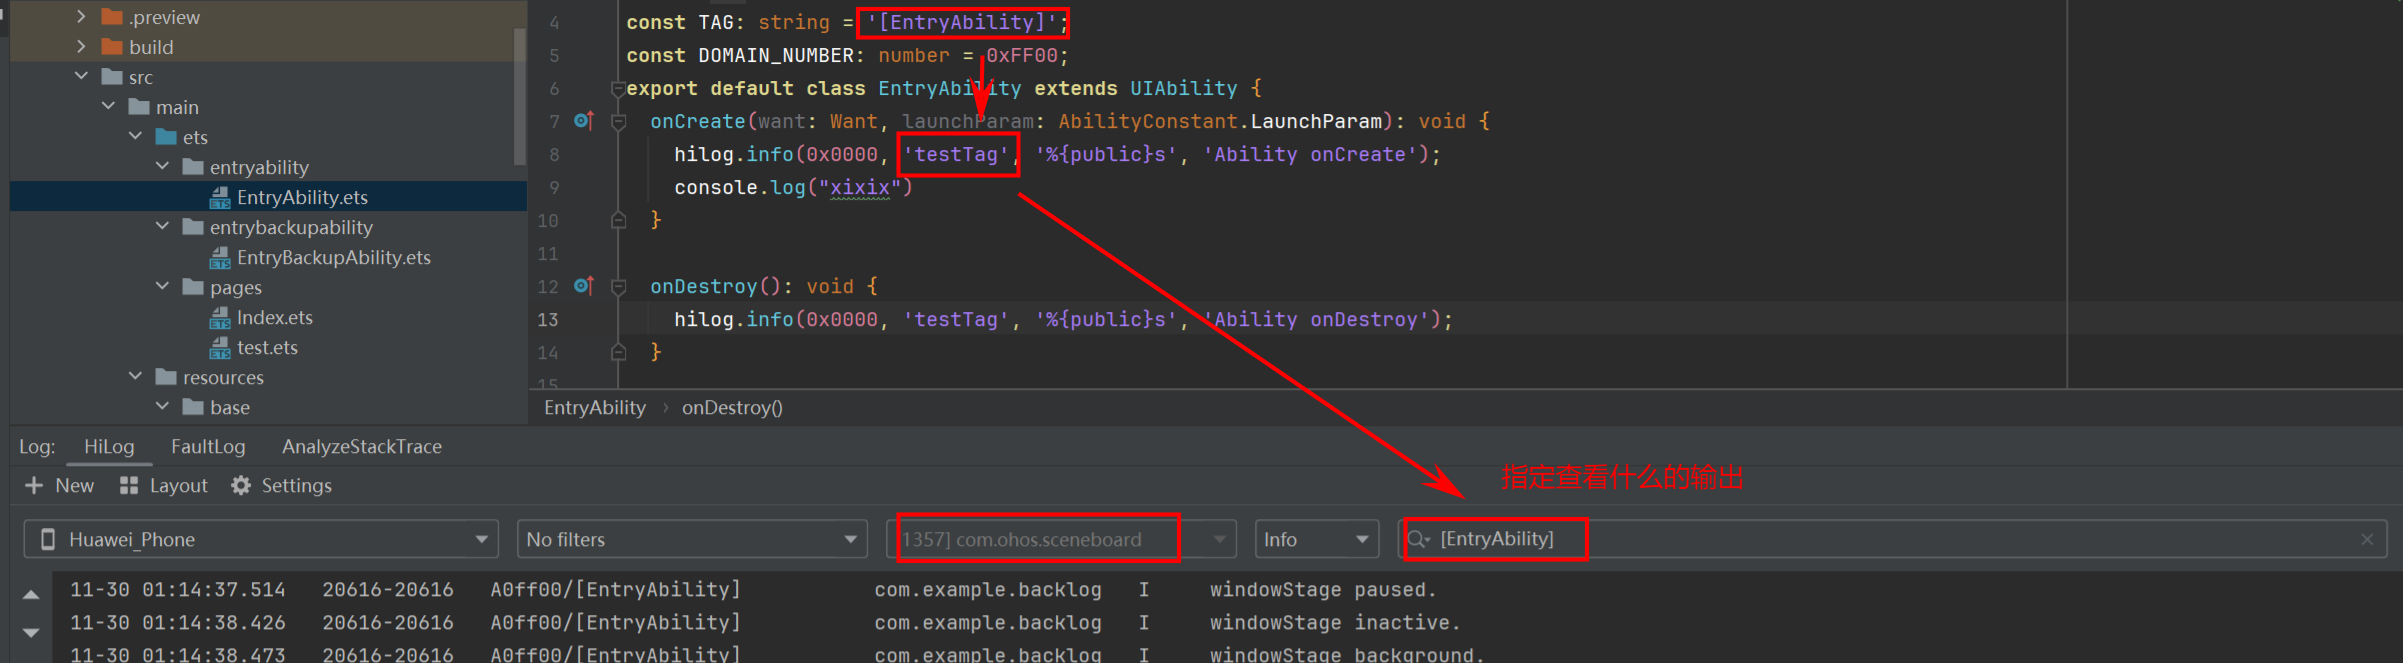 .preview
build
src
main
ets
entryability
EntryAbility.ets
entrybackupability
EntryBackupAbility.ets
pages
Index.ets
test.ets
resources
base
4 const TAG: string = '[EntryAbility]';
5 const DOMAIN_NUMBER: number = 0xFF00;
6 export default class EntryAbility extends UIAbility {
7 onCreate(want: Want, launchParam: AbilityConstant.LaunchParam): void {
8 hilog.info(0x0000, 'testTag', '%{public}s', 'Ability onCreate');
9 console.log("xixix")
10 }
11
12 onDestroy(): void {
13 hilog.info(0x0000, 'testTag', '%{public}s', 'Ability onDestroy');
14 }
15
EntryAbility › onDestroy()
Log: HiLog FaultLog AnalyzeStackTrace
New Layout Settings
指定查看什么的输出
Huawei_Phone No filters 1357] com.ohos.sceneboard Info [EntryAbility]
11-30 01:14:37.514 20616-20616 A0ff00/[EntryAbility] com.example.backlog I windowStage paused.
11-30 01:14:38.426 20616-20616 A0ff00/[EntryAbility] com.example.backlog I windowStage inactive.
11-30 01:14:38.473 20616-20616 A0ff00/[EntryAbility] com.example.backlog I windowStage background.